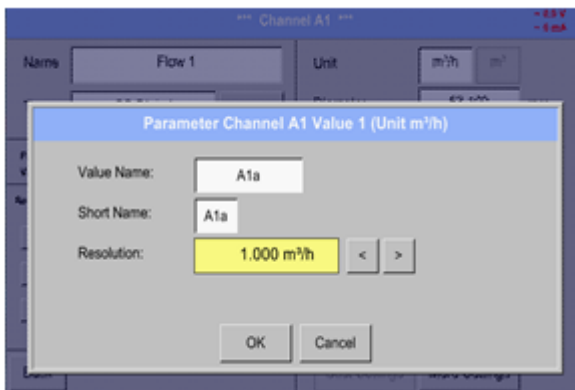 *** Channel A1 ***
Name
Flow 1
Unit
m³/h
m³
Parameter Channel A1 Value 1 (Unit m³/h)
Value Name:
A1a
Short Name:
A1a
Resolution:
1.000 m³/h
<
>
OK
Cancel